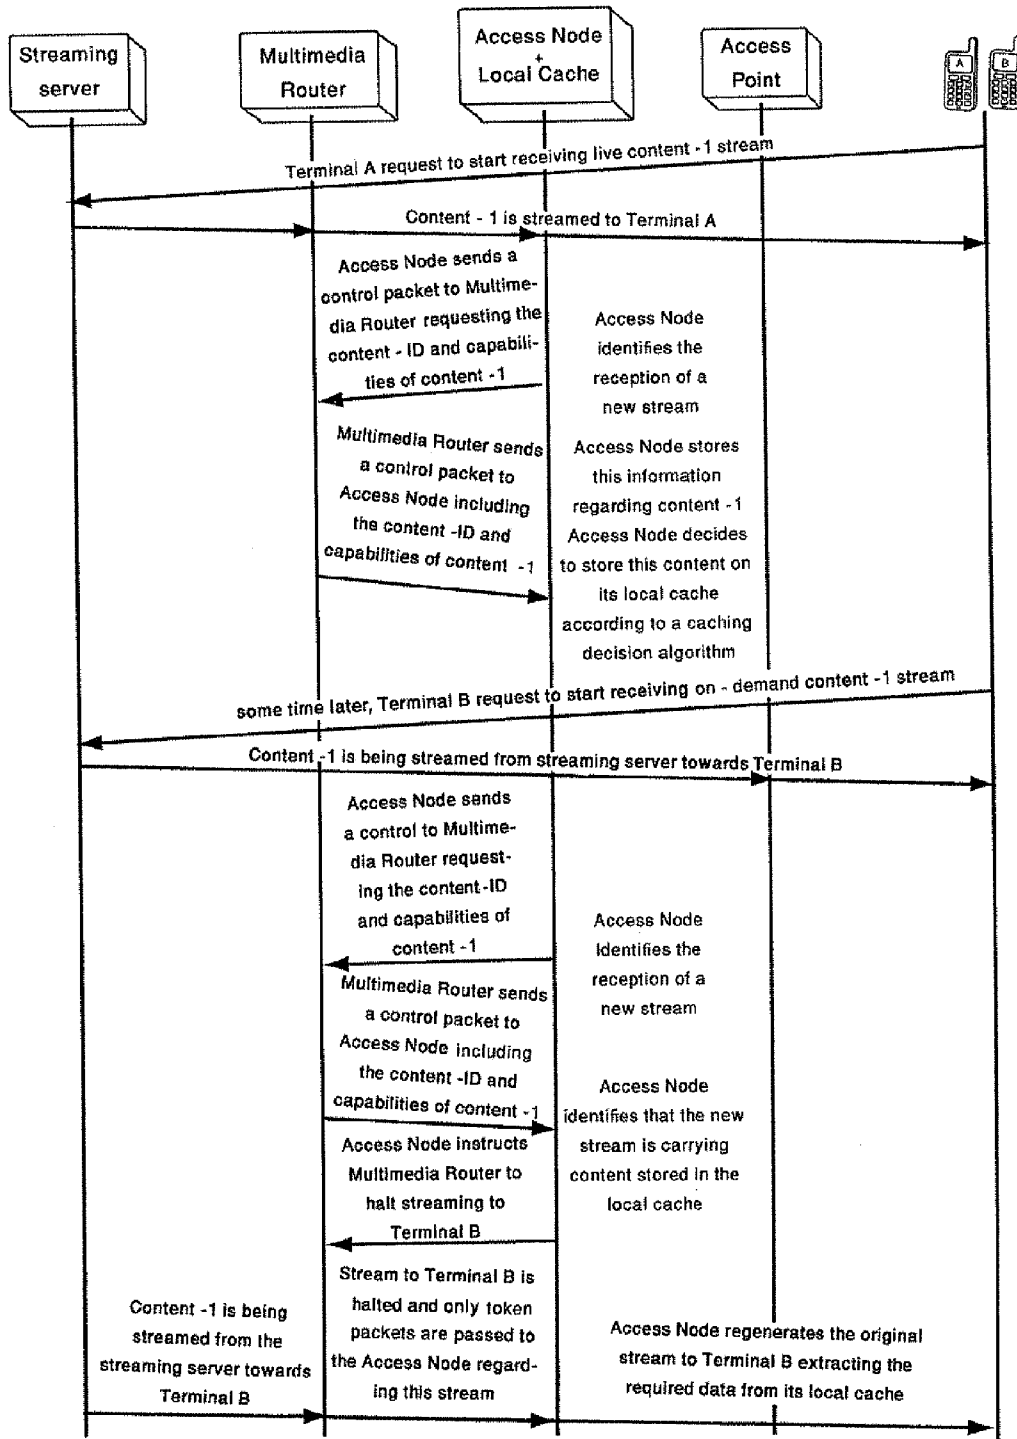 Streaming
server
Multimedia
Router
Access Node
+
Local Cache
Access
Point
A
B
Terminal A request to start receiving live content -1 stream
Content - 1 is streamed to Terminal A
Access Node sends a
control packet to Multime-
dia Router requesting the
content - ID and capabili-
ties of content -1
Access Node
identifies the
reception of a
new stream
Multimedia Router sends
a control packet to
Access Node including
the content -ID and
capabilities of content -1
Access Node stores
this information
regarding content -1
Access Node decides
to store this content on
its local cache
according to a caching
decision algorithm
some time later, Terminal B request to start receiving on - demand content -1 stream
Content -1 is being streamed from streaming server towards Terminal B
Access Node sends
a control to Multime-
dia Router request-
ing the content -ID
and capabilities of
content -1
Access Node
Identifies the
reception of a
new stream
Multimedia Router sends
a control packet to
Access Node including
the content -ID and
capabilities of content -1
Access Node
identifies that the new
stream is carrying
content stored in the
local cache
Access Node instructs
Multimedia Router to
halt streaming to
Terminal B
Content -1 is being
streamed from the
streaming server towards
Terminal B
Stream to Terminal B is
halted and only token
packets are passed to
the Access Node regard-
ing this stream
Access Node regenerates the original
stream to Terminal B extracting the
required data from its local cache